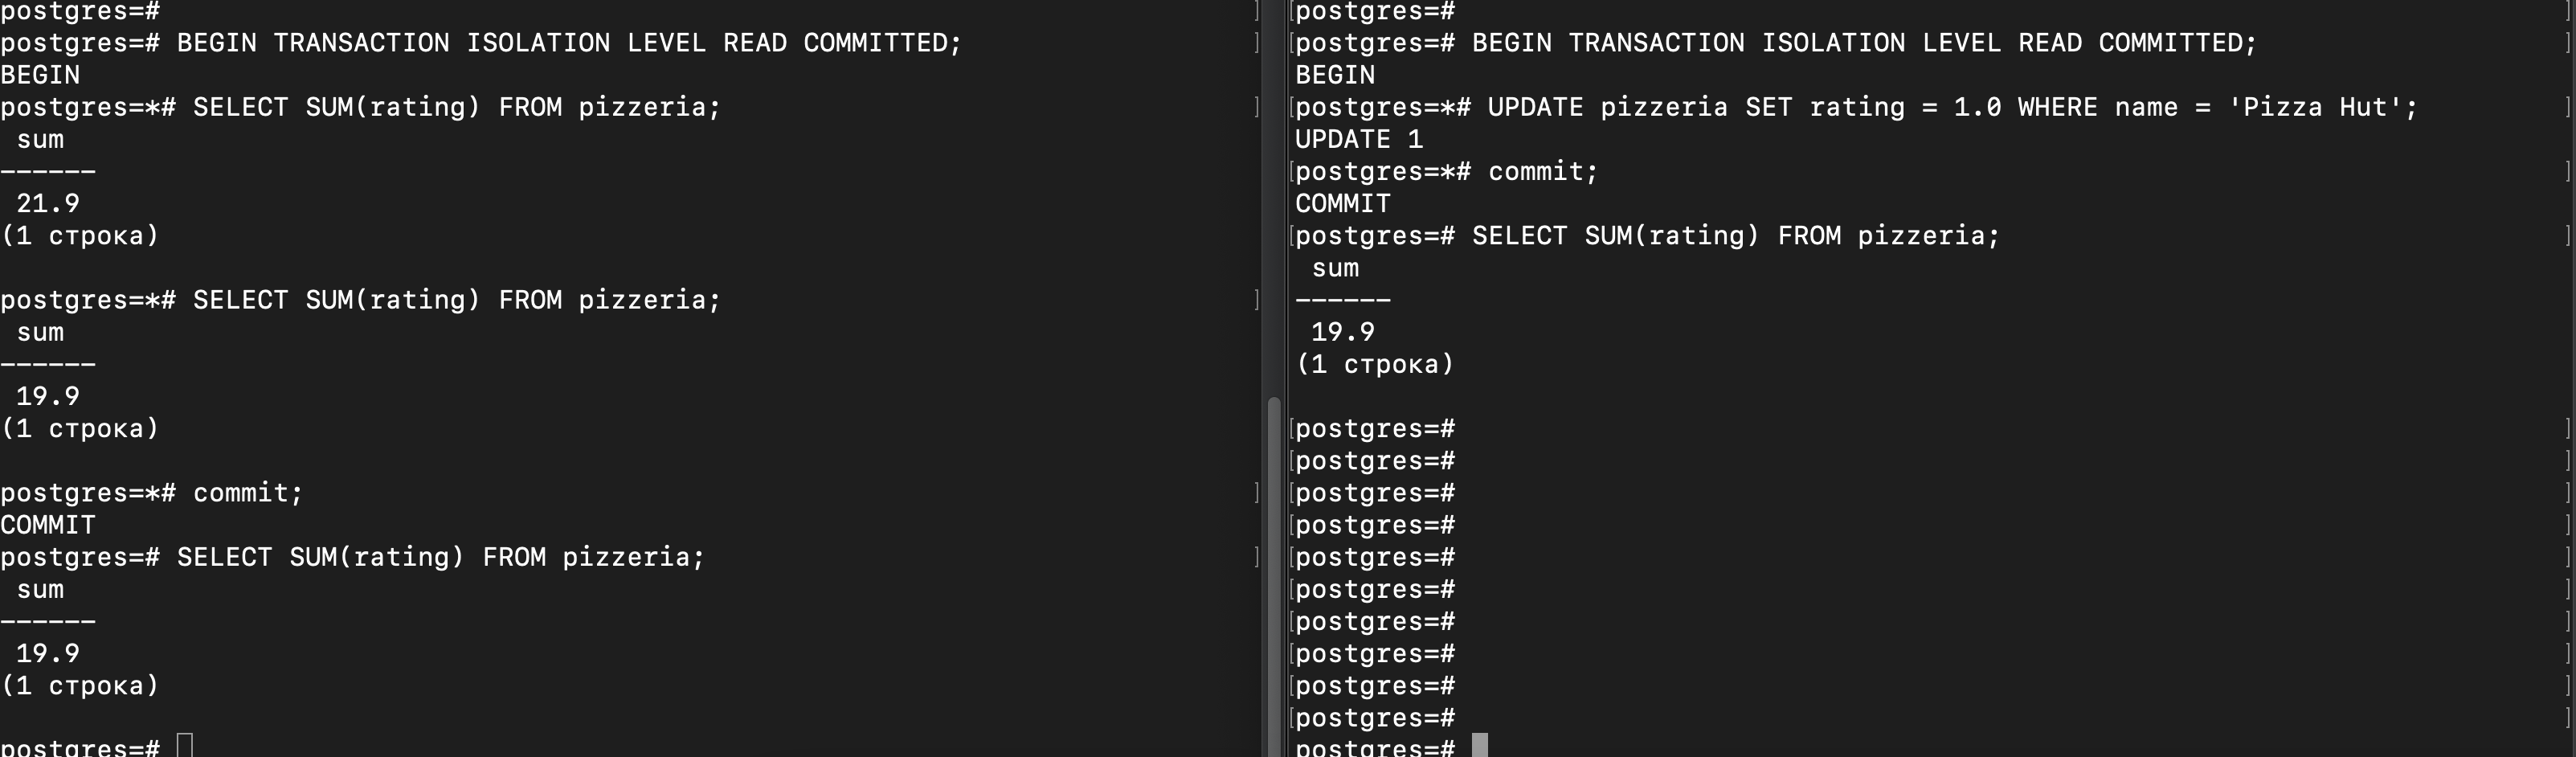 postgres=#
postgres=# BEGIN TRANSACTION ISOLATION LEVEL READ COMMITTED;
BEGIN
postgres=*# SELECT SUM(rating) FROM pizzeria;
 sum
------
 21.9
(1 строка)

postgres=*# SELECT SUM(rating) FROM pizzeria;
 sum
------
 19.9
(1 строка)

postgres=*# commit;
COMMIT
postgres=# SELECT SUM(rating) FROM pizzeria;
 sum
------
 19.9
(1 строка)

postgres=#
postgres=#
postgres=# BEGIN TRANSACTION ISOLATION LEVEL READ COMMITTED;
BEGIN
postgres=*# UPDATE pizzeria SET rating = 1.0 WHERE name = 'Pizza Hut';
UPDATE 1
postgres=*# commit;
COMMIT
postgres=# SELECT SUM(rating) FROM pizzeria;
 sum
------
 19.9
(1 строка)

postgres=#
postgres=#
postgres=#
postgres=#
postgres=#
postgres=#
postgres=#
postgres=#
postgres=#
postgres=#
postgres=#